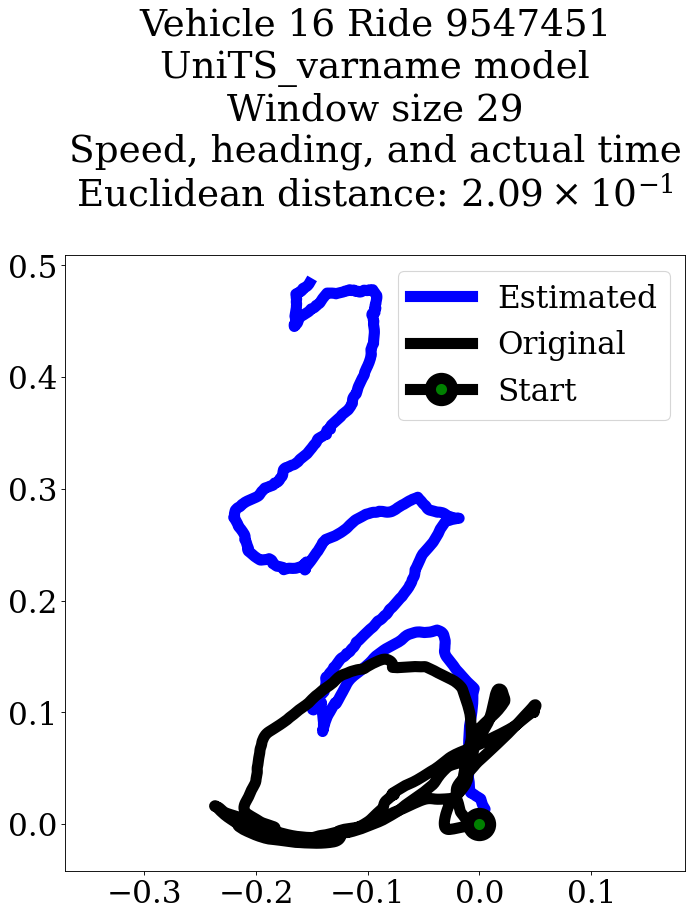 Vehicle 16 Ride 9547451
UniTS_varname model
Window size 29
Speed, heading, and actual time
Euclidean distance: 2.09 × 10⁻¹
Estimated
Original
Start
0.5
0.4
0.3
0.2
0.1
0.0
−0.3 −0.2 −0.1 0.0 0.1